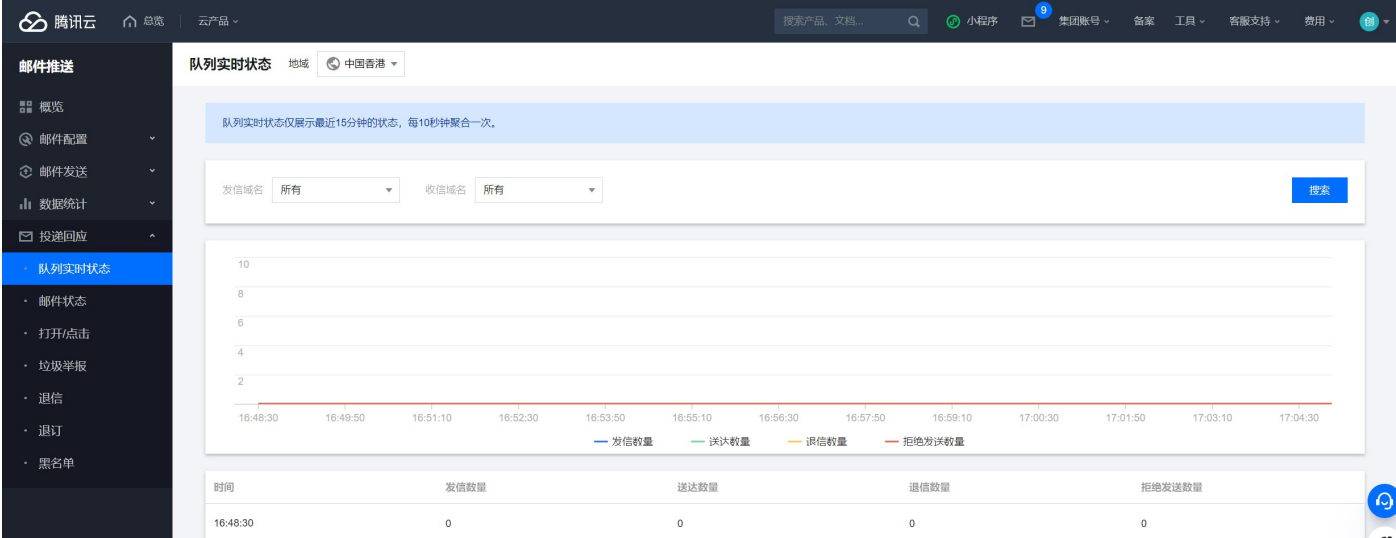 腾讯云 总览 云产品 搜索产品、文档... 小程序 9 集团账号 备案 工具 客服支持 费用 创
邮件推送
概览
邮件配置
邮件发送
数据统计
投递回应
队列实时状态
邮件状态
打开/点击
垃圾举报
退信
退订
黑名单
队列实时状态 地域 中国香港
队列实时状态仅展示最近15分钟的状态，每10秒钟聚合一次。
发信域名 所有 收信域名 所有 搜索
10
8
6
4
2
16:48:30 16:49:50 16:51:10 16:52:30 16:53:50 16:55:10 16:56:30 16:57:50 16:59:10 17:00:30 17:01:50 17:03:10 17:04:30
发信数量 送达数量 退信数量 拒绝发送数量
时间 发信数量 送达数量 退信数量 拒绝发送数量
16:48:30 0 0 0 0